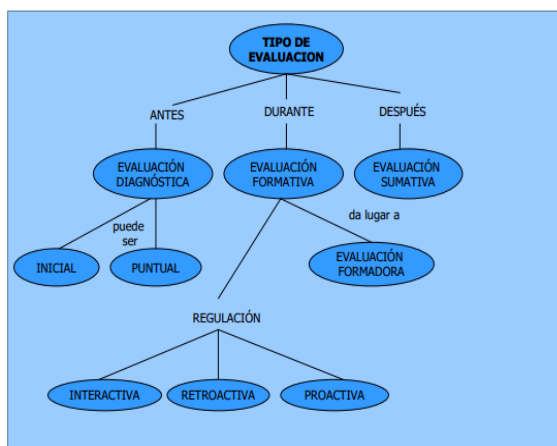 TIPO DE
EVALUACION
ANTES
DURANTE
DESPUÉS
EVALUACIÓN
DIAGNÓSTICA
EVALUACIÓN
FORMATIVA
EVALUACIÓN
SUMATIVA
puede
ser
da lugar a
INICIAL
PUNTUAL
EVALUACIÓN
FORMADORA
REGULACIÓN
INTERACTIVA
RETROACTIVA
PROACTIVA